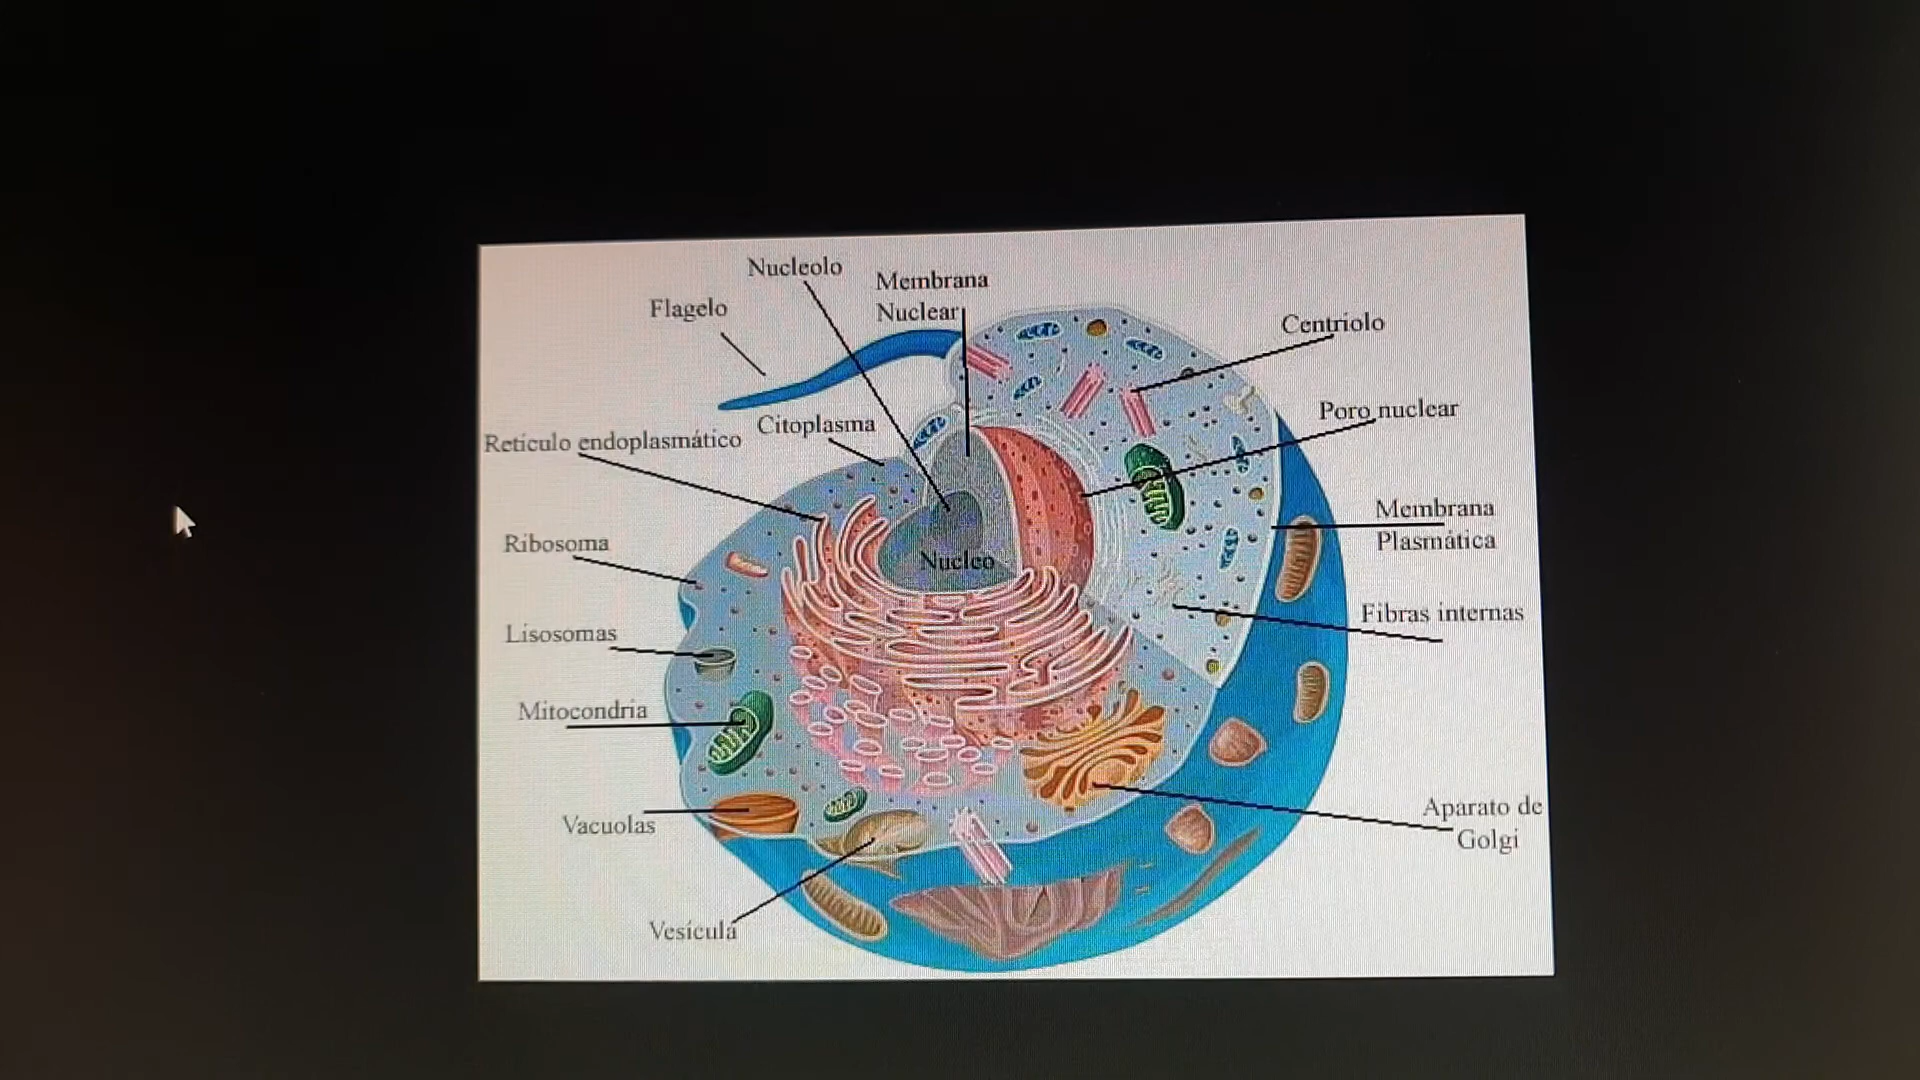 Nucleolo
Membrana
Nuclear
Flagelo
Centriolo
Poro nuclear
Citoplasma
Retículo endoplasmático
Membrana
Plasmática
Ribosoma
Nucleo
Fibras internas
Lisosomas
Mitocondria
Aparato de
Golgi
Vacuolas
Vesícula